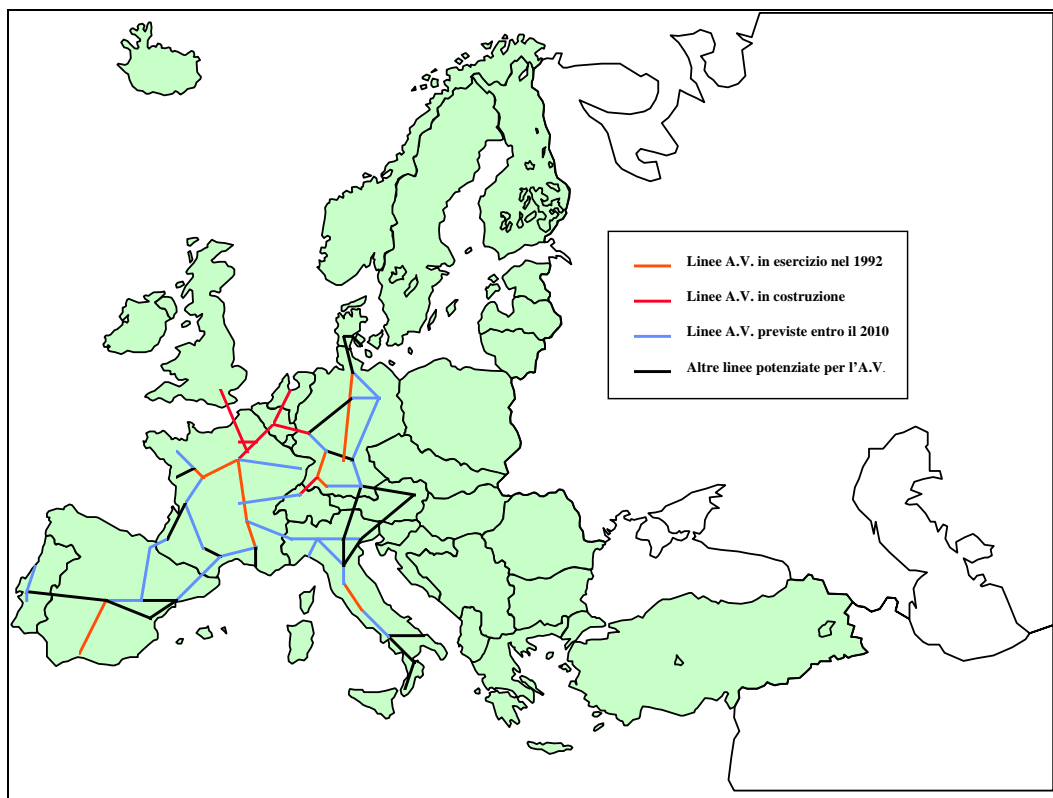 Linee A.V. in esercizio nel 1992
Linee A.V. in costruzione
Linee A.V. previste entro il 2010
Altre linee potenziate per l'A.V.